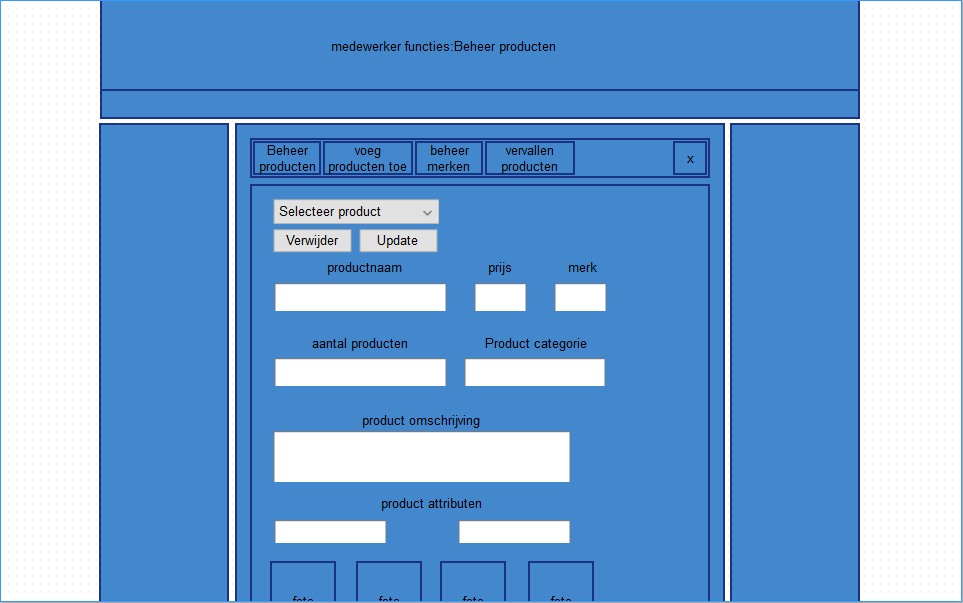 medewerker functies:Beheer producten
Beheer
producten
voeg
producten toe
beheer
merken
vervallen
producten
x
Selecteer product
Verwijder
Update
productnaam
prijs
merk
aantal producten
Product categorie
product omschrijving
product attributen
foto
foto
foto
foto